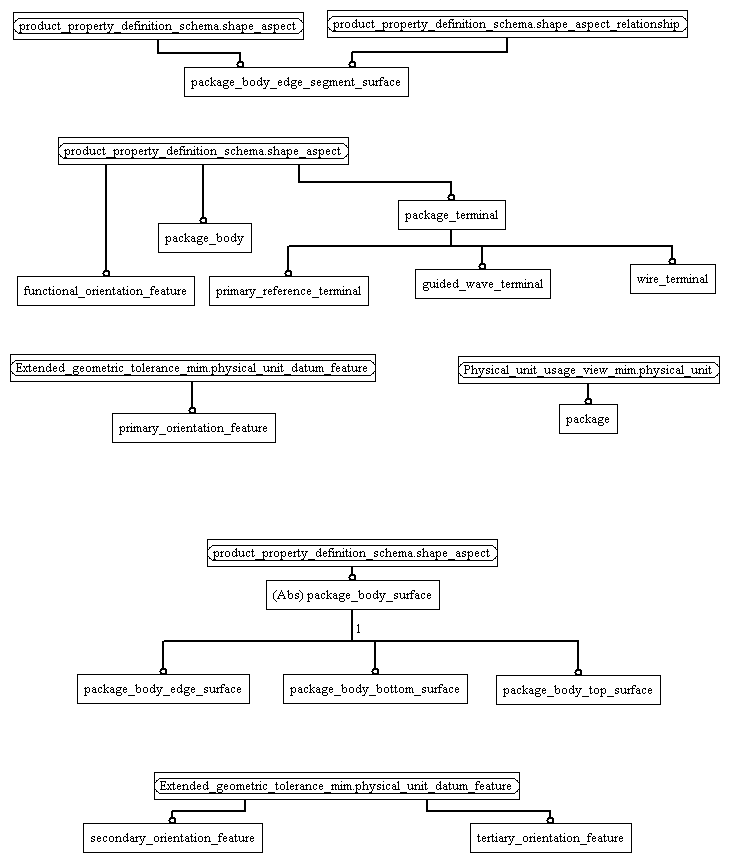 product_property_definition_schema.shape_aspect
product_property_definition_schema.shape_aspect_relationship
package_body_edge_segment_surface
product_property_definition_schema.shape_aspect
package_terminal
package_body
functional_orientation_feature
primary_reference_terminal
guided_wave_terminal
wire_terminal
Extended_geometric_tolerance_mim.physical_unit_datum_feature
Physical_unit_usage_view_mim.physical_unit
primary_orientation_feature
package
product_property_definition_schema.shape_aspect
(Abs) package_body_surface
1
package_body_edge_surface
package_body_bottom_surface
package_body_top_surface
Extended_geometric_tolerance_mim.physical_unit_datum_feature
secondary_orientation_feature
tertiary_orientation_feature